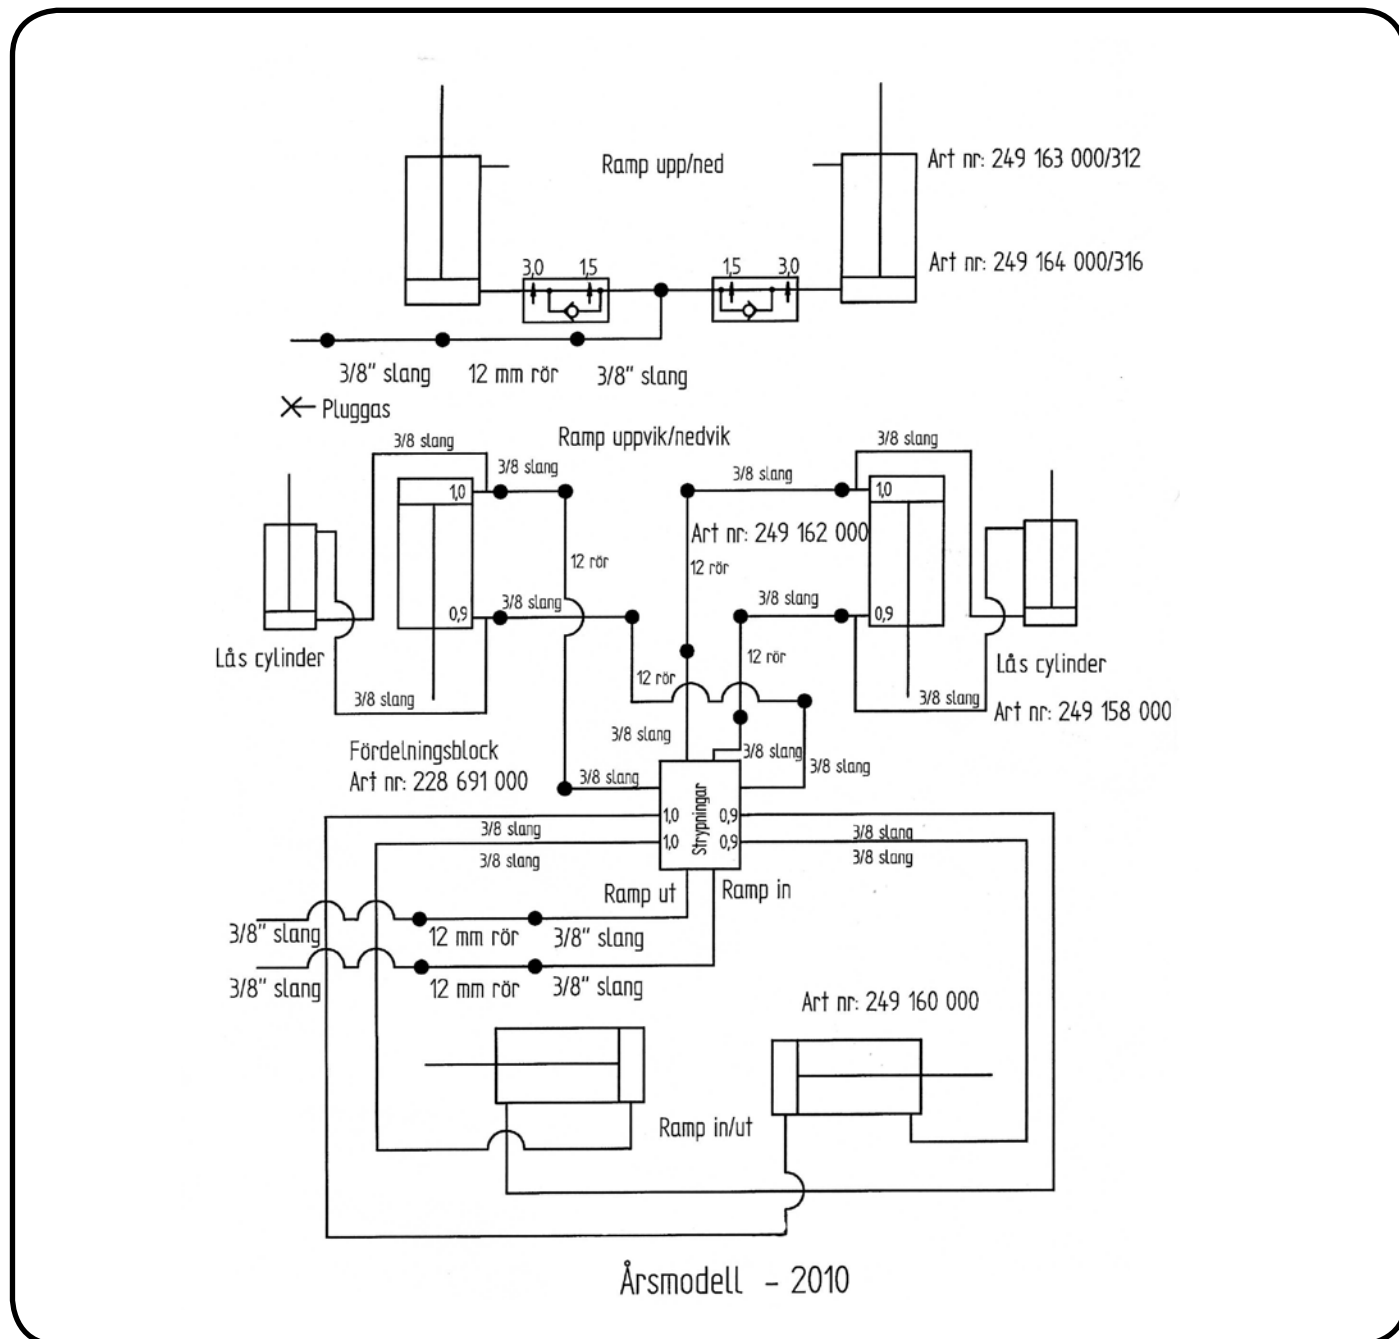 Ramp upp/ned
Art nr: 249 163 000/312
Art nr: 249 164 000/316
3,0
1,5
1,5
3,0
3/8" slang
12 mm rör
3/8" slang
Pluggas
Ramp uppvik/nedvik
3/8 slang
3/8 slang
3/8 slang
3/8 slang
1,0
1,0
Art nr: 249 162 000
12 rör
12 rör
3/8 slang
3/8 slang
0,9
0,9
Lås cylinder
12 rör
12 rör
Lås cylinder
3/8 slang
3/8 slang
Art nr: 249 158 000
3/8 slang
3/8 slang
3/8 slang
Fördelningsblock
Art nr: 228 691 000
3/8 slang
Strypningar
1,0
0,9
1,0
0,9
3/8 slang
3/8 slang
3/8 slang
3/8 slang
Ramp ut
Ramp in
3/8" slang
12 mm rör
3/8" slang
3/8" slang
12 mm rör
3/8" slang
Art nr: 249 160 000
Ramp in/ut
Årsmodell - 2010